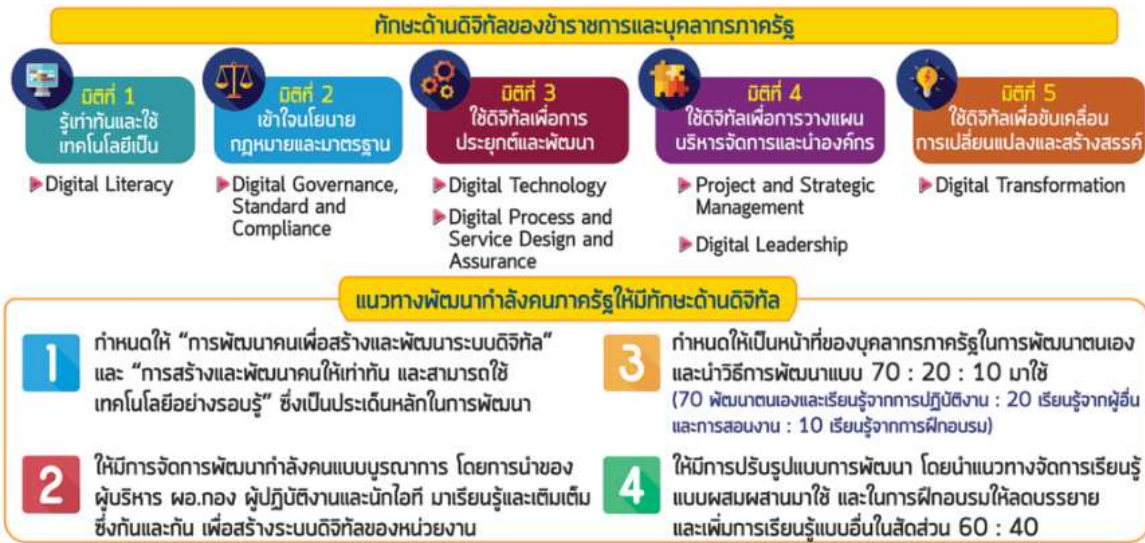 ทักษะด้านดิจิทัลของข้าราชการและบุคลากรภาครัฐ
มิติที่ 1
รู้เท่าทันและใช้
เทคโนโลยีเป็น
Digital Literacy
มิติที่ 2
เข้าใจนโยบาย
กฎหมายและมาตรฐาน
Digital Governance,
Standard and
Compliance
มิติที่ 3
ใช้ดิจิทัลเพื่อการ
ประยุกต์และพัฒนา
Digital Technology
Digital Process and
Service Design and
Assurance
มิติที่ 4
ใช้ดิจิทัลเพื่อการวางแผน
บริหารจัดการและนำองค์กร
Project and Strategic
Management
Digital Leadership
มิติที่ 5
ใช้ดิจิทัลเพื่อขับเคลื่อน
การเปลี่ยนแปลงและสร้างสรรค์
Digital Transformation
แนวทางพัฒนากำลังคนภาครัฐให้มีทักษะด้านดิจิทัล
1
กำหนดให้ “การพัฒนาคนเพื่อสร้างและพัฒนาระบบดิจิทัล”
และ “การสร้างและพัฒนาคนให้เท่าทัน และสามารถใช้
เทคโนโลยีอย่างรอบรู้” ซึ่งเป็นประเด็นหลักในการพัฒนา
2
ให้มีการจัดการพัฒนากำลังคนแบบบูรณาการ โดยการนำของ
ผู้บริหาร ผอ.กอง ผู้ปฏิบัติงานและนักไอที มาเรียนรู้และเติมเต็ม
ซึ่งกันและกัน เพื่อสร้างระบบดิจิทัลของหน่วยงาน
3
กำหนดให้เป็นหน้าที่ของบุคลากรภาครัฐในการพัฒนาตนเอง
และนำวิธีการพัฒนาแบบ 70 : 20 : 10 มาใช้
(70 พัฒนาตนเองและเรียนรู้จากการปฏิบัติงาน : 20 เรียนรู้จากผู้อื่น
และการสอนงาน : 10 เรียนรู้จากการฝึกอบรม)
4
ให้มีการปรับรูปแบบการพัฒนา โดยนำแนวทางจัดการเรียนรู้
แบบผสมผสานมาใช้ และในการฝึกอบรมให้ลดบรรยาย
และเพิ่มการเรียนรู้แบบอื่นในสัดส่วน 60 : 40